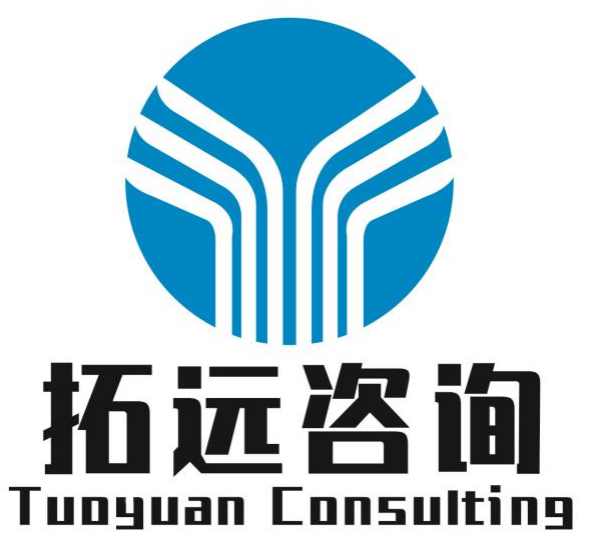 拓远咨询
Tuoyuan Consulting